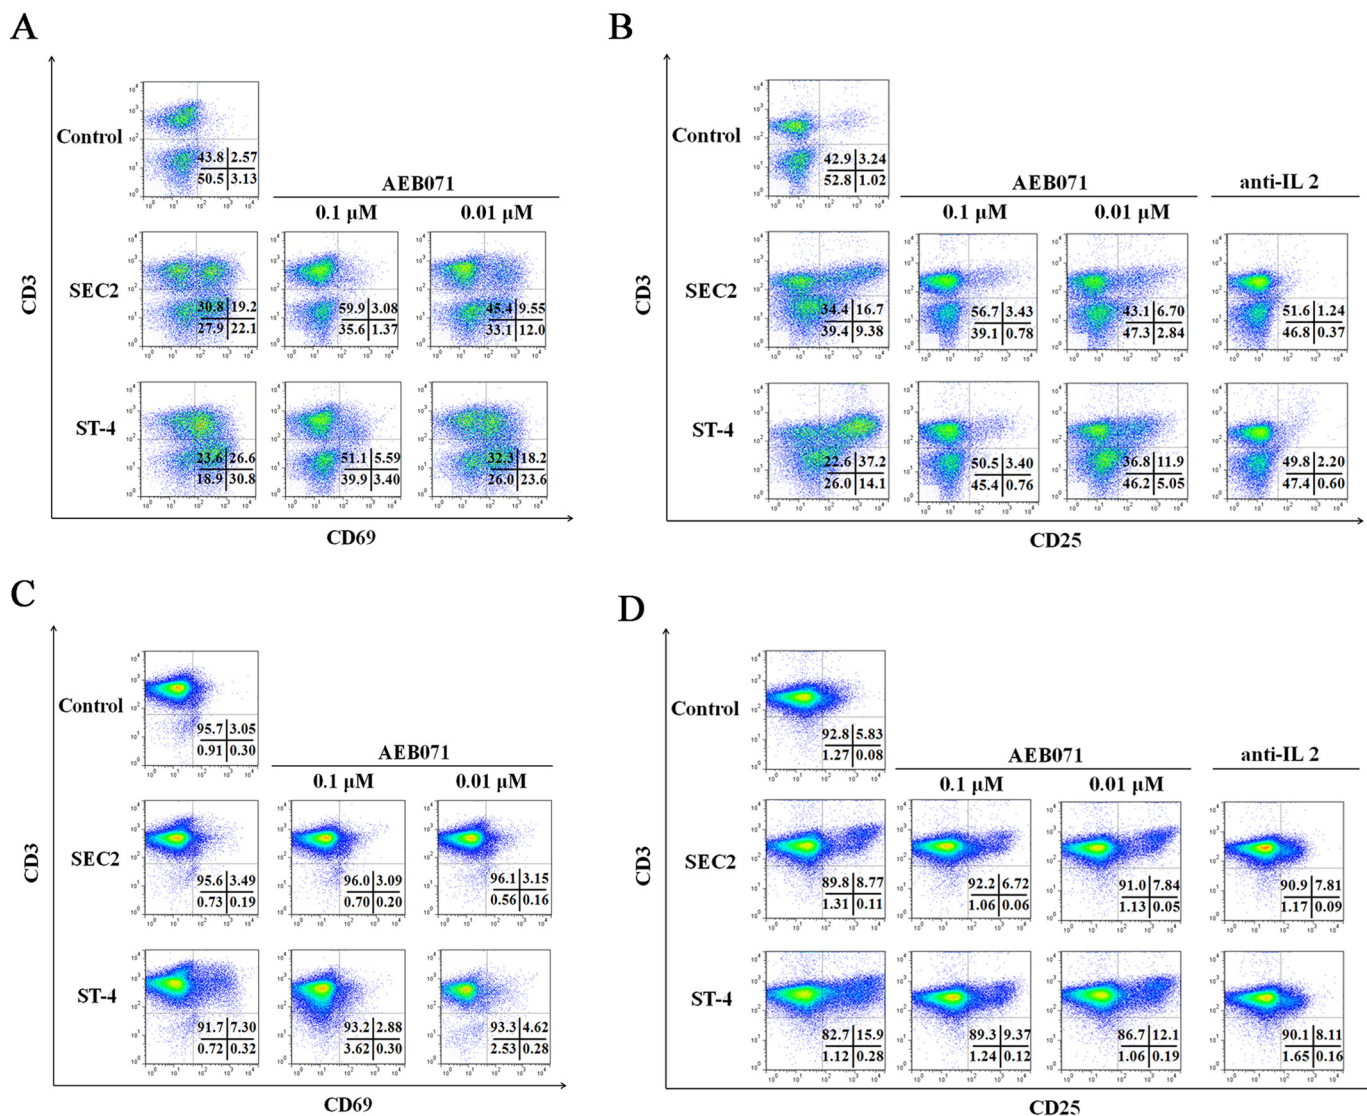 A
CD3
Control
43.8 2.57
50.5 3.13
AEB071
0.1 μM 0.01 μM
SEC2
30.8 19.2
27.9 22.1
59.9 3.08
35.6 1.37
45.4 9.55
33.1 12.0
ST-4
23.6 26.6
18.9 30.8
51.1 5.59
39.9 3.40
32.3 18.2
26.0 23.6
CD69
B
CD3
Control
42.9 3.24
52.8 1.02
AEB071 anti-IL 2
0.1 μM 0.01 μM
SEC2
34.4 16.7
39.4 9.38
56.7 3.43
39.1 0.78
43.1 6.70
47.3 2.84
51.6 1.24
46.8 0.37
ST-4
22.6 37.2
26.0 14.1
50.5 3.40
45.4 0.76
36.8 11.9
46.2 5.05
49.8 2.20
47.4 0.60
CD25
C
CD3
Control
95.7 3.05
0.91 0.30
AEB071
0.1 μM 0.01 μM
SEC2
95.6 3.49
0.73 0.19
96.0 3.09
0.70 0.20
96.1 3.15
0.56 0.16
ST-4
91.7 7.30
0.72 0.32
93.2 2.88
3.62 0.30
93.3 4.62
2.53 0.28
CD69
D
CD3
Control
92.8 5.83
1.27 0.08
AEB071 anti-IL 2
0.1 μM 0.01 μM
SEC2
89.8 8.77
1.31 0.11
92.2 6.72
1.06 0.06
91.0 7.84
1.13 0.05
90.9 7.81
1.17 0.09
ST-4
82.7 15.9
1.12 0.28
89.3 9.37
1.24 0.12
86.7 12.1
1.06 0.19
90.1 8.11
1.65 0.16
CD25